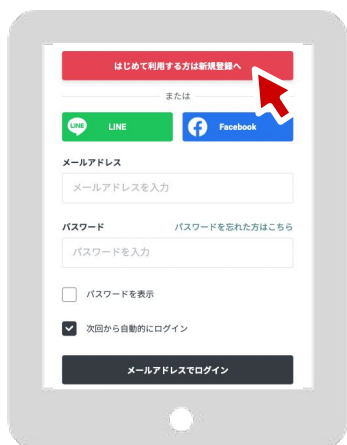 はじめて利用する方は新規登録へ
または
LINE LINE
Facebook
メールアドレス
メールアドレスを入力
パスワード パスワードを忘れた方はこちら
パスワードを入力
パスワードを表示
次回から自動的にログイン
メールアドレスでログイン